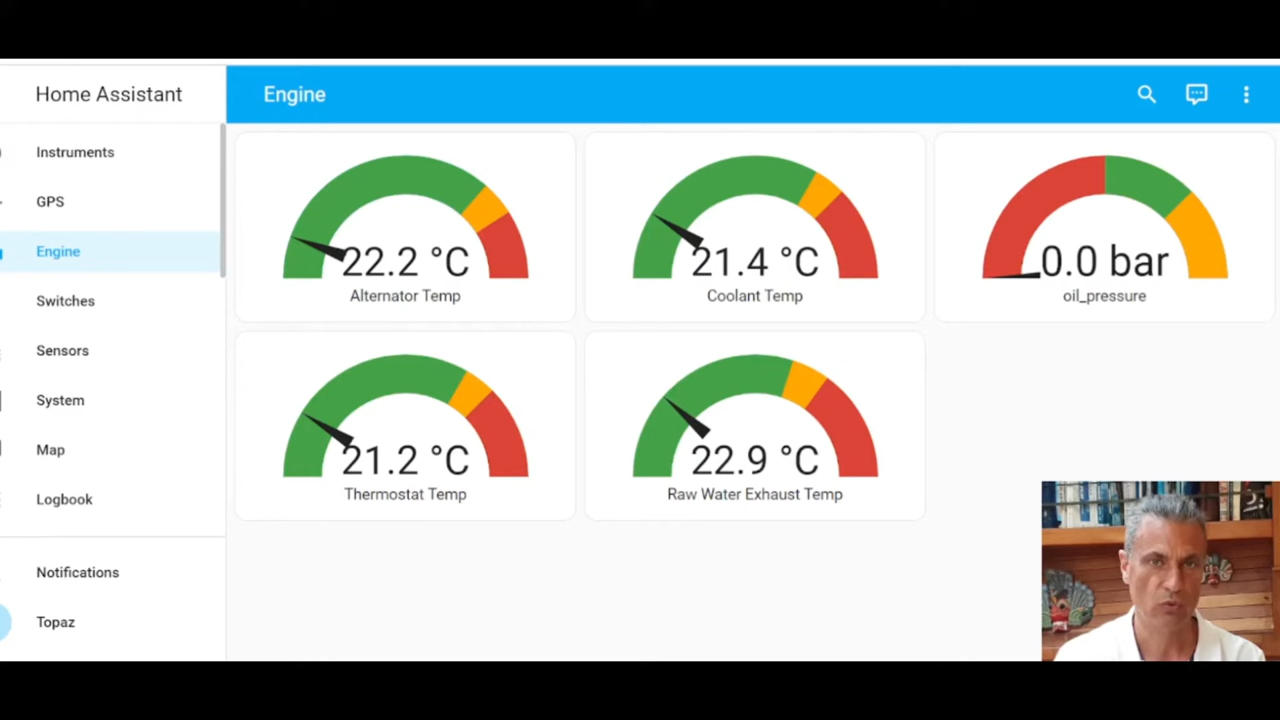 Home Assistant
Engine
Instruments
GPS
Engine
Switches
Sensors
System
Map
Logbook
Notifications
Topaz
22.2 °C
Alternator Temp
21.4 °C
Coolant Temp
0.0 bar
oil_pressure
21.2 °C
Thermostat Temp
22.9 °C
Raw Water Exhaust Temp